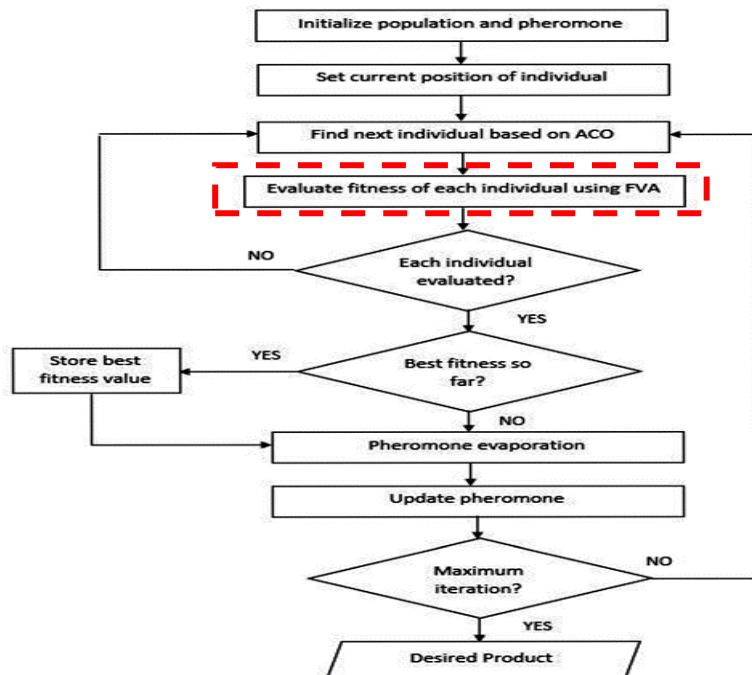 Initialize population and pheromone
Set current position of individual
Find next individual based on ACO
Evaluate fitness of each individual using FVA
NO
Each individual
evaluated?
YES
Store best
fitness value
YES
Best fitness so
far?
NO
Pheromone evaporation
Update pheromone
Maximum
iteration?
NO
YES
Desired Product